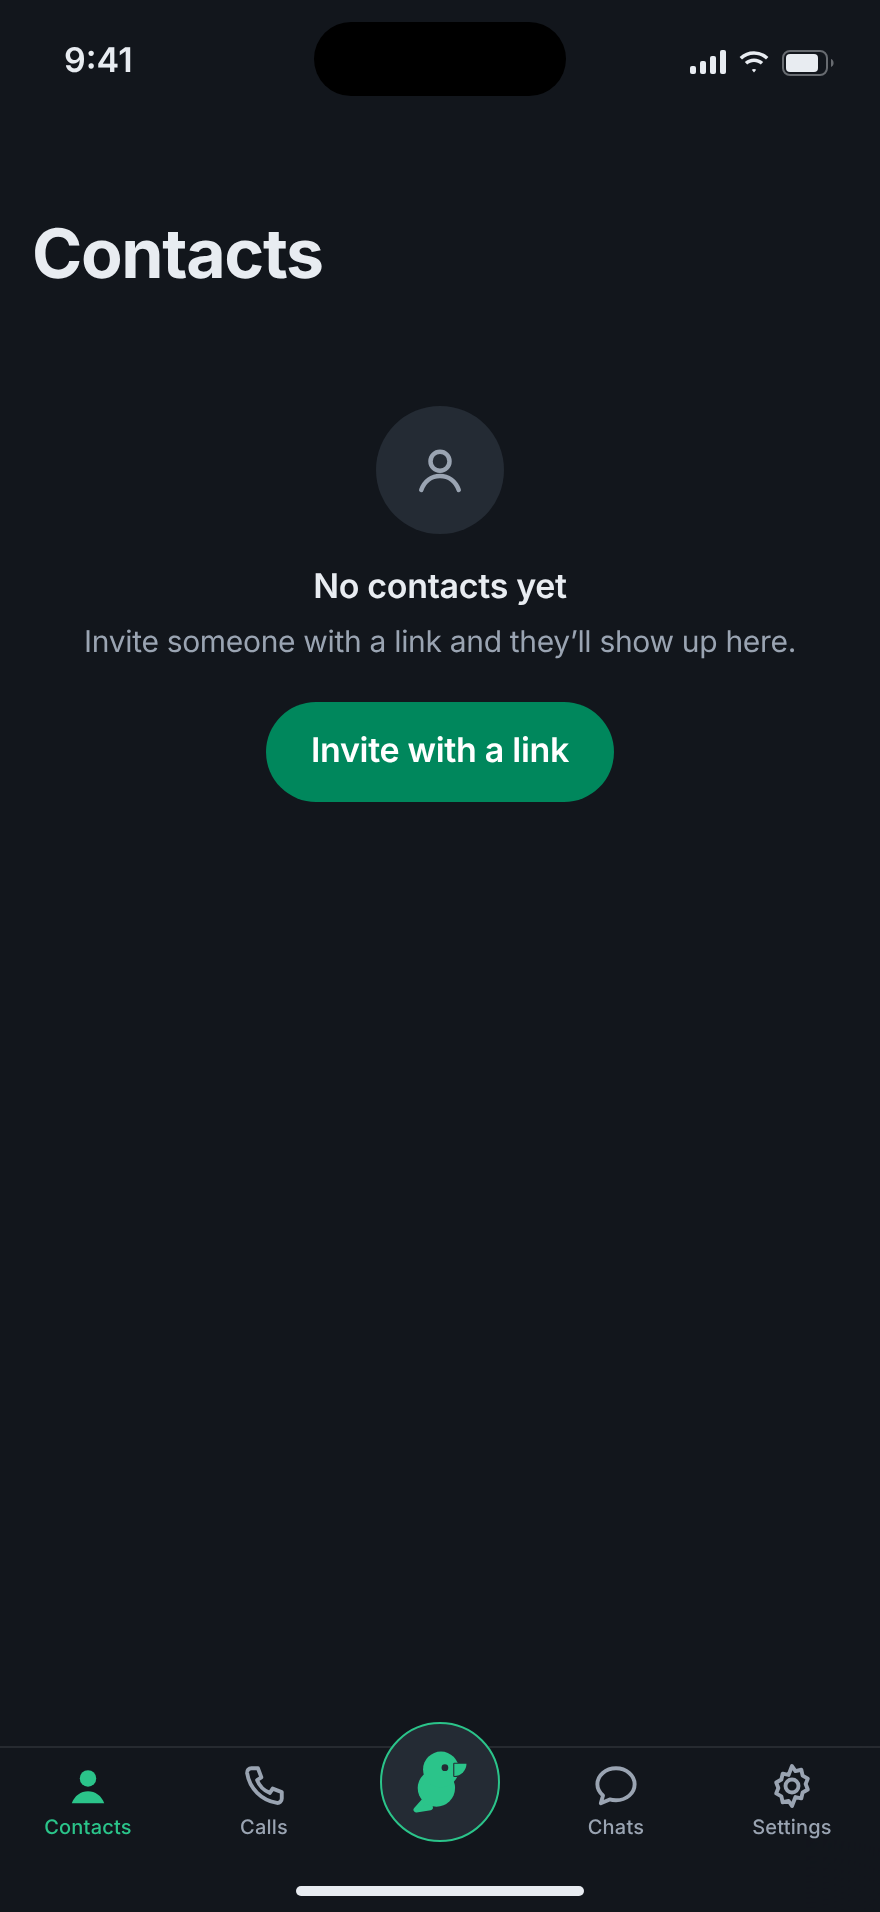 9:41
Contacts
No contacts yet
Invite someone with a link and they’ll show up here.
Invite with a link
Contacts
Calls
Chats
Settings